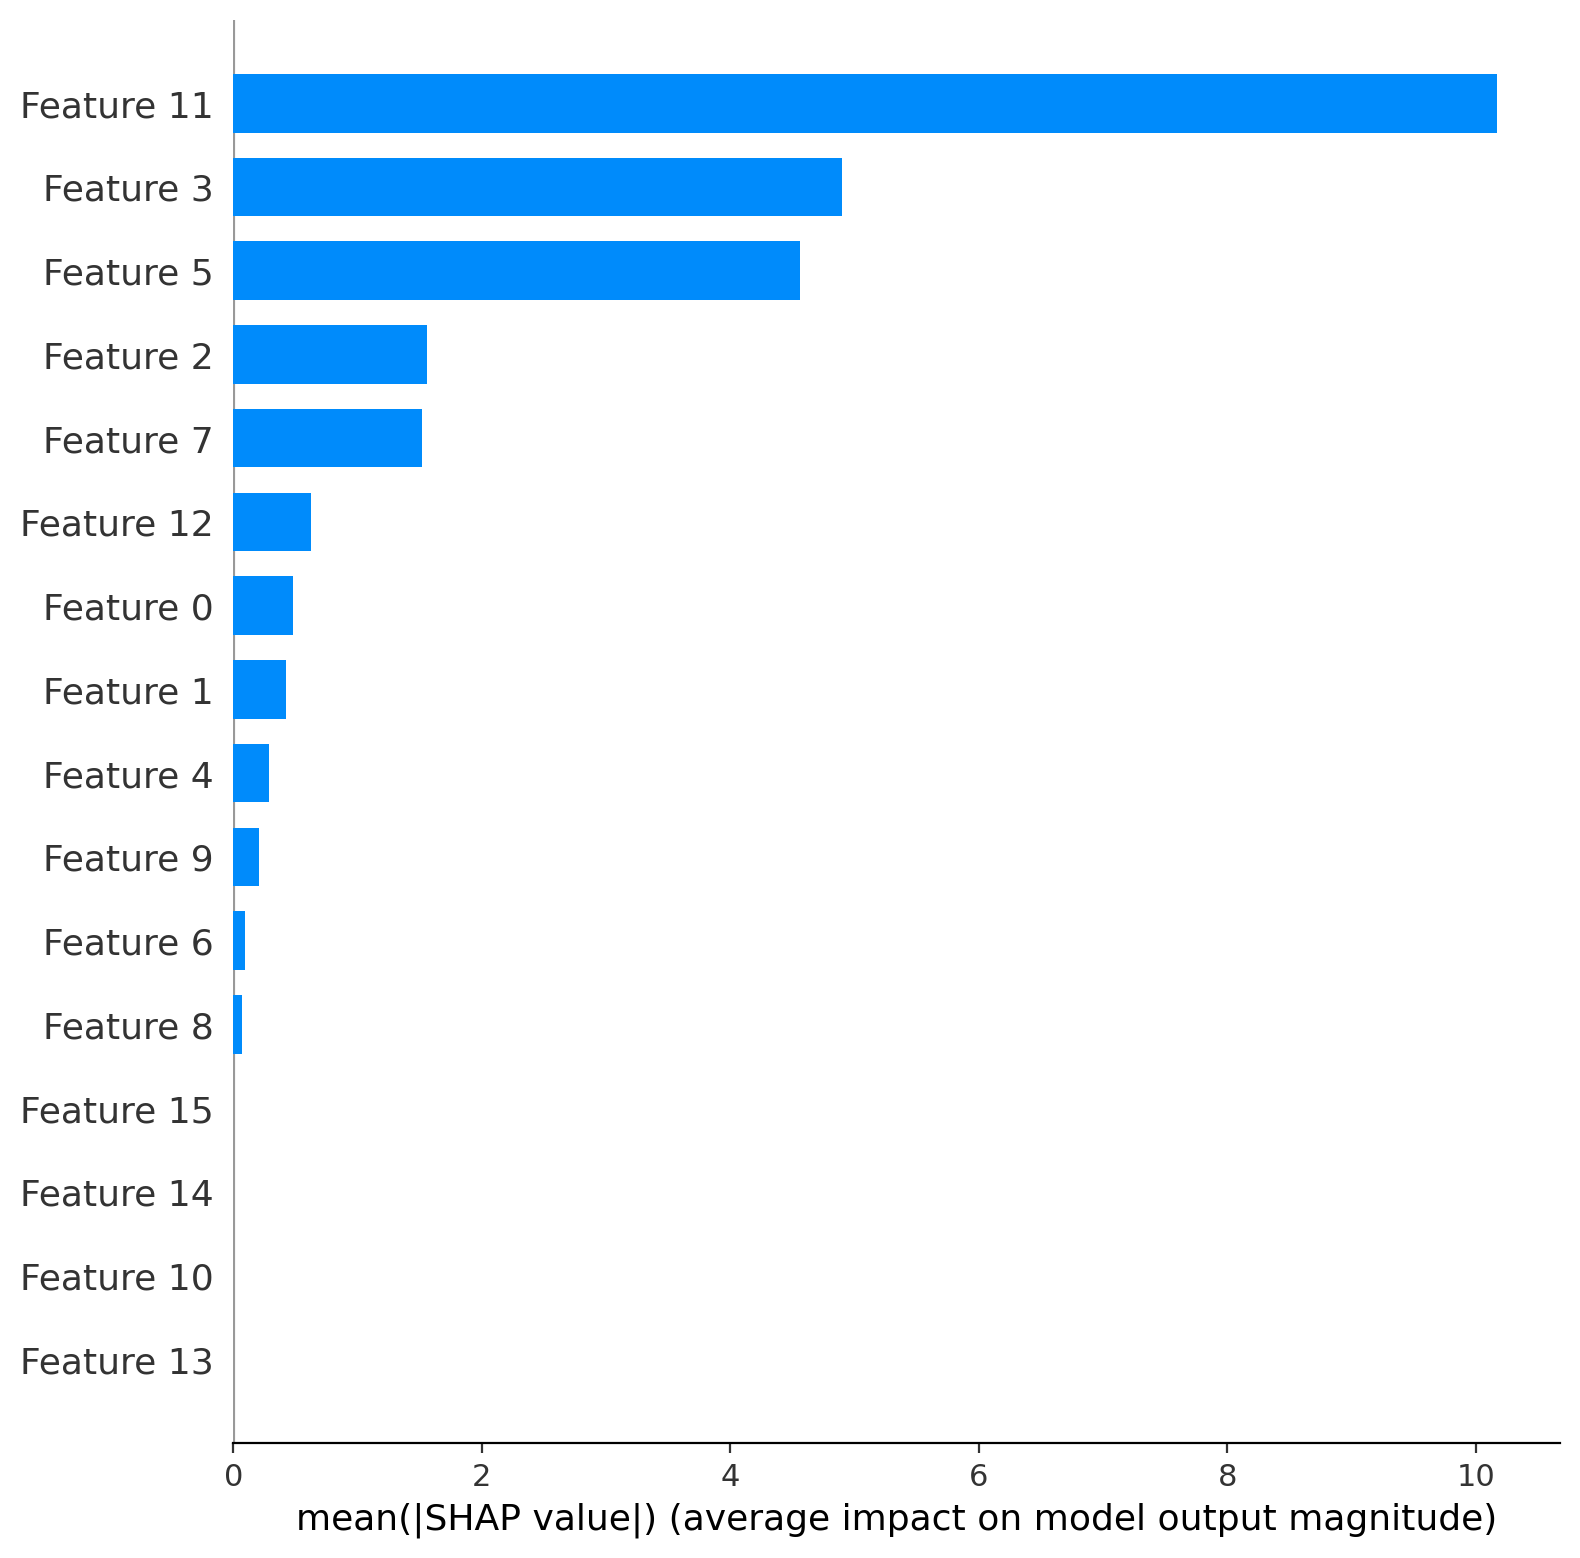 Feature 11
Feature 3
Feature 5
Feature 2
Feature 7
Feature 12
Feature 0
Feature 1
Feature 4
Feature 9
Feature 6
Feature 8
Feature 15
Feature 14
Feature 10
Feature 13
0 2 4 6 8 10
mean(|SHAP value|) (average impact on model output magnitude)